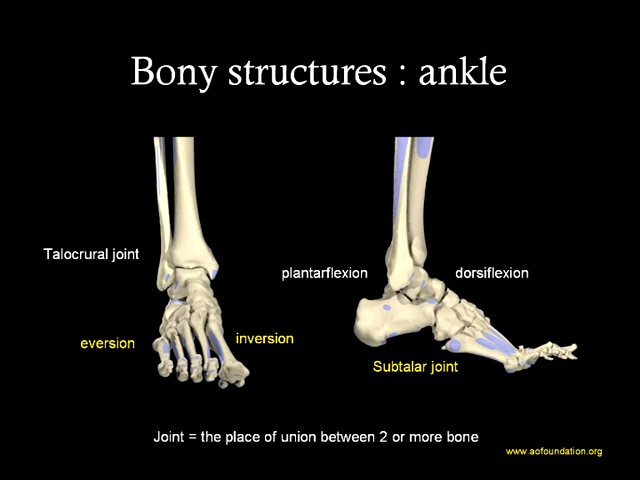 Bony structures : ankle
Talocrural joint
plantarflexion
dorsiflexion
eversion
inversion
Subtalar joint
Joint = the place of union between 2 or more bone
www.aofoundation.org